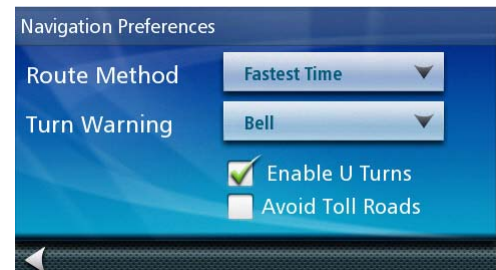 Navigation Preferences
Route Method Fastest Time
Turn Warning Bell
Enable U Turns
Avoid Toll Roads